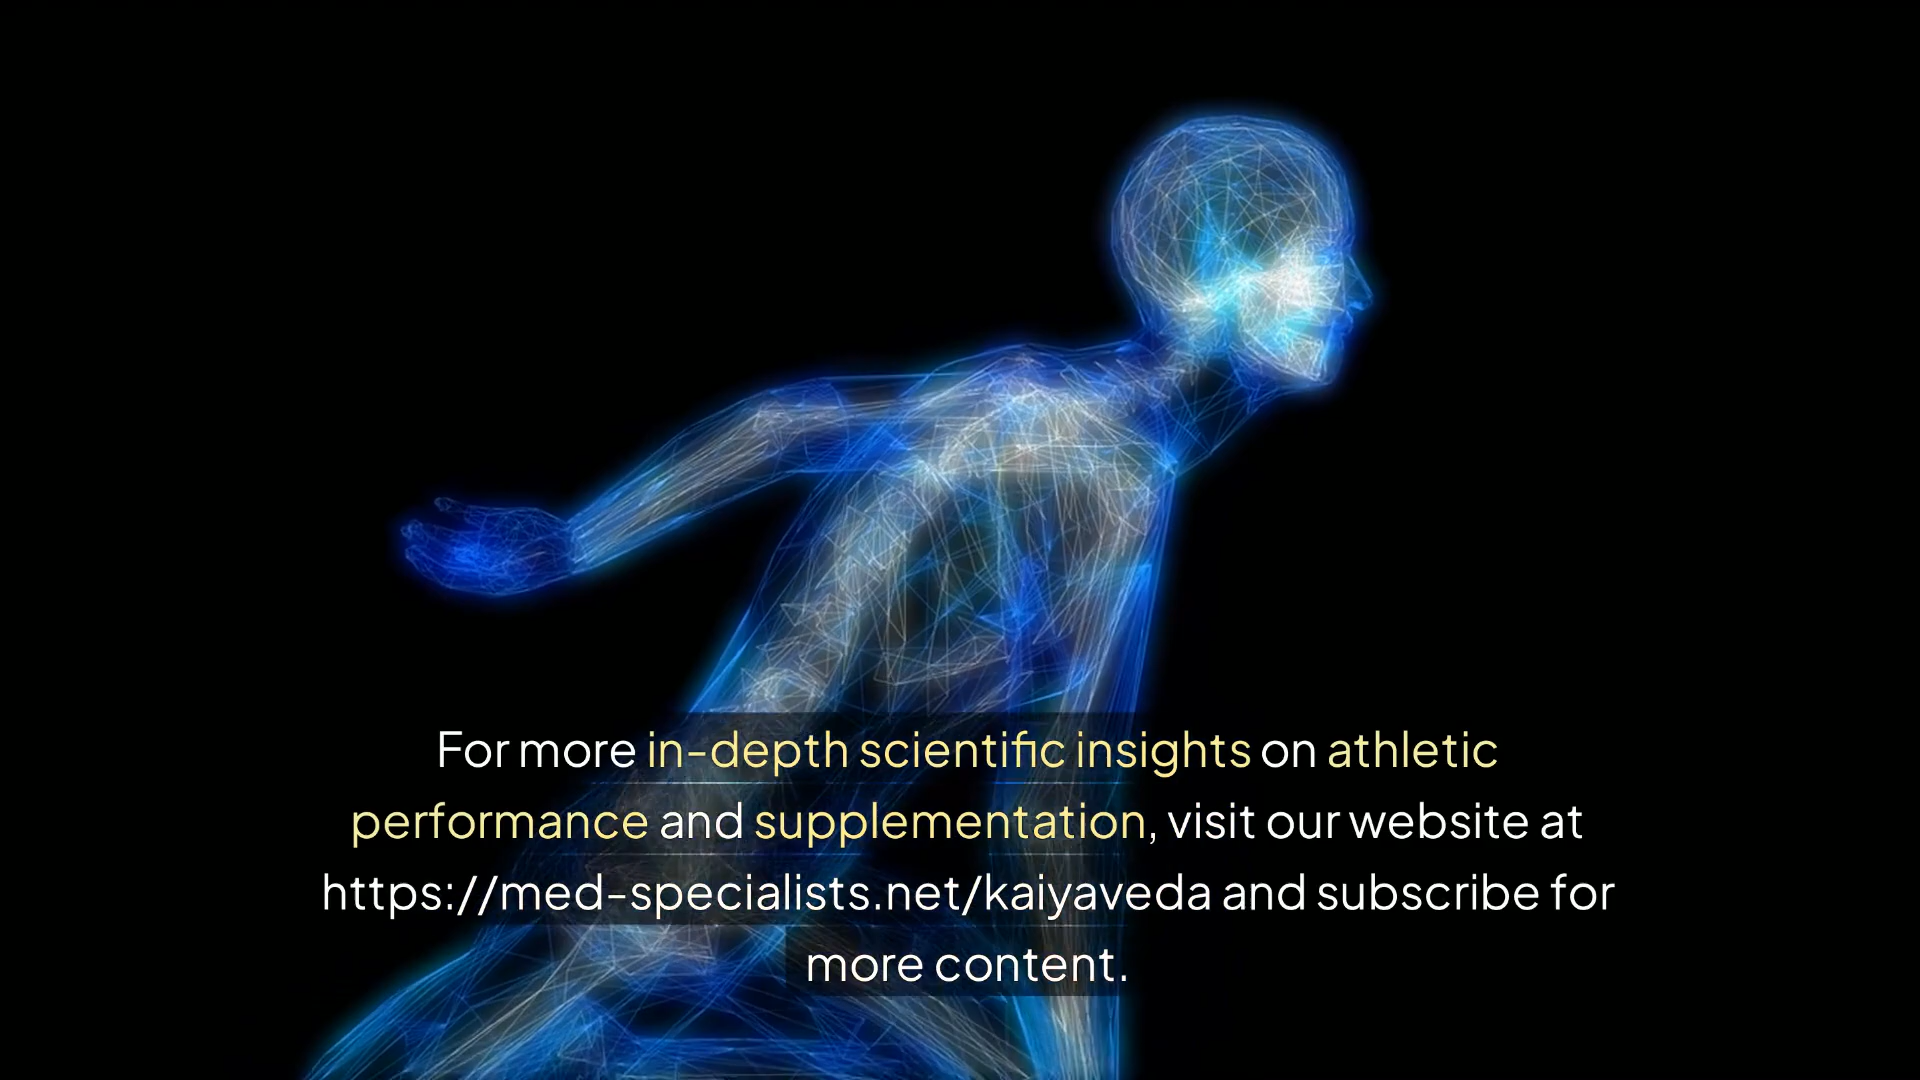 For more in-depth scientific insights on athletic
performance and supplementation, visit our website at
https://med-specialists.net/kaiyaveda and subscribe for
more content.